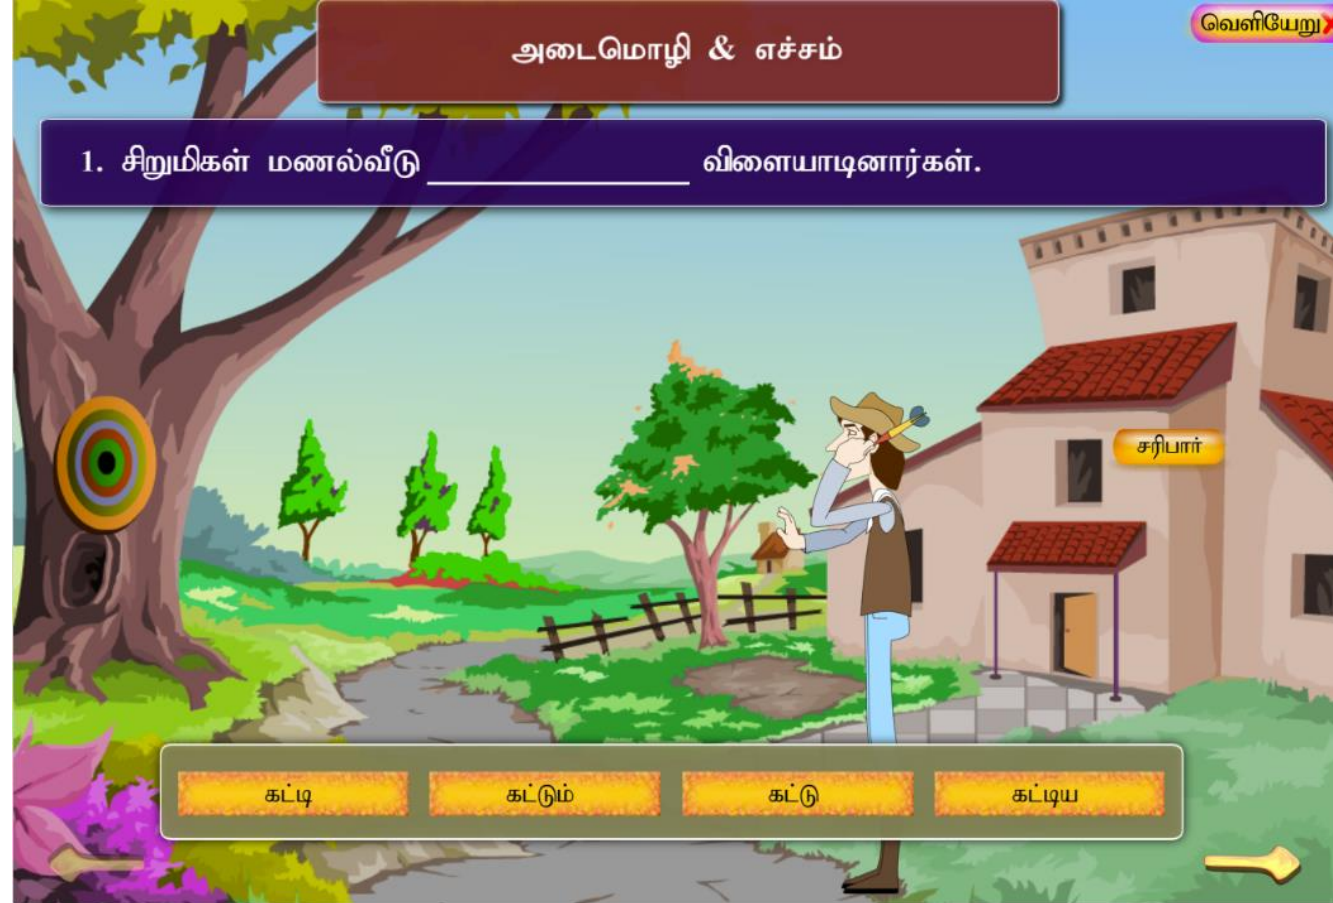 அடைமொழி & எச்சம்
வெளியேறு
1. சிறுமிகள் மணல்வீடு ______________ விளையாடினார்கள்.
சரிபார்
கட்டி கட்டும் கட்டு கட்டிய